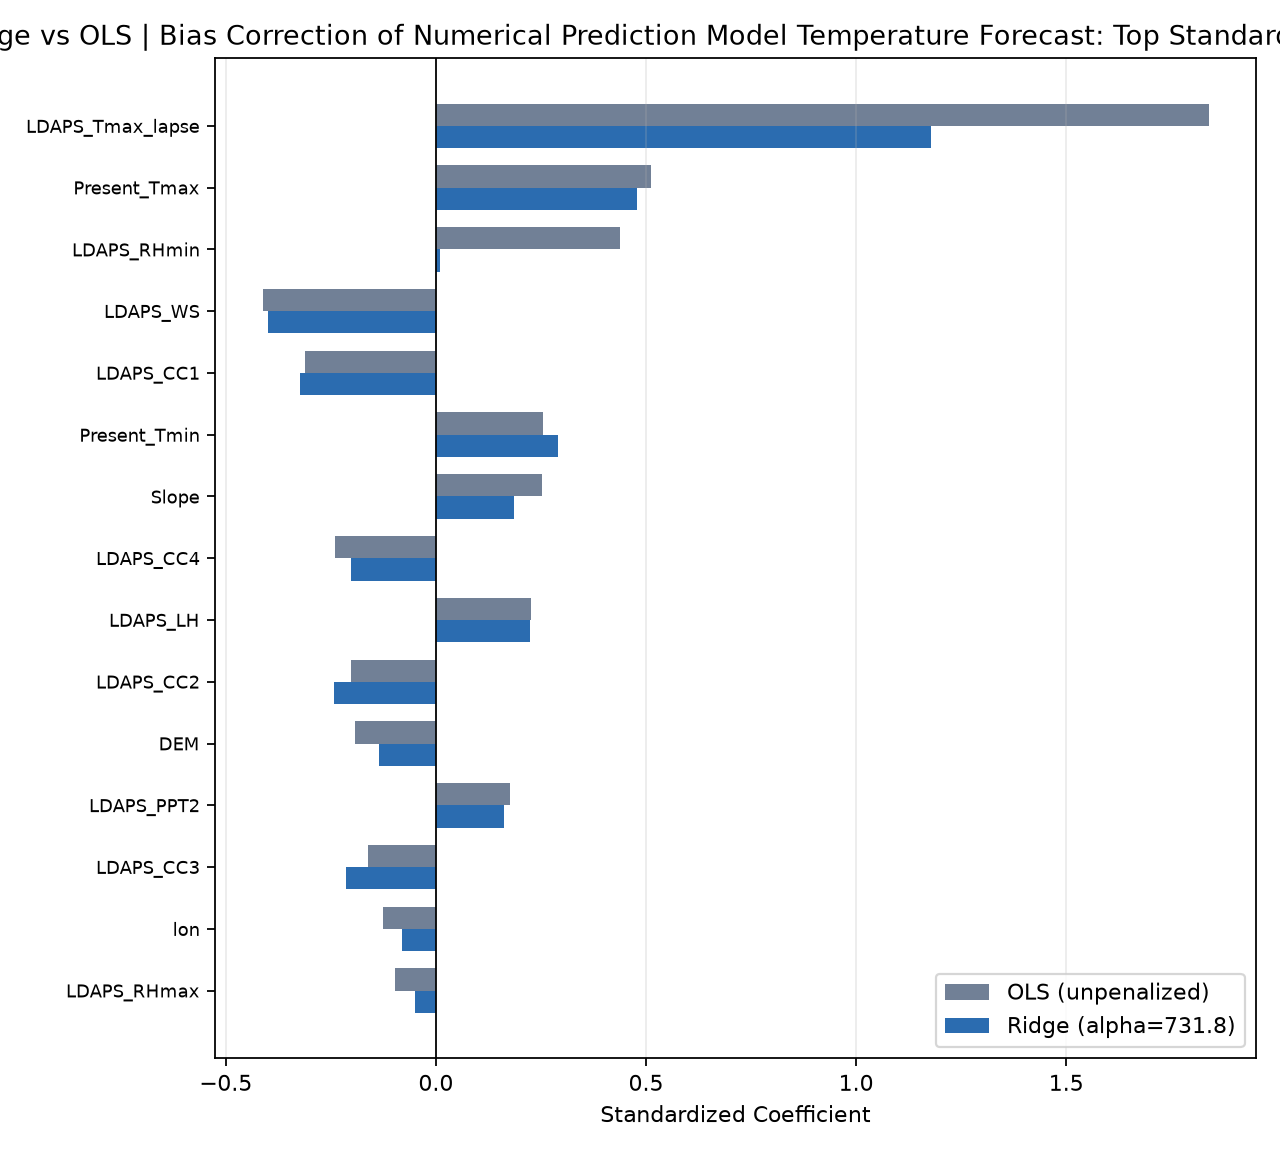 ge vs OLS | Bias Correction of Numerical Prediction Model Temperature Forecast: Top Standard
LDAPS_Tmax_lapse
Present_Tmax
LDAPS_RHmin
LDAPS_WS
LDAPS_CC1
Present_Tmin
Slope
LDAPS_CC4
LDAPS_LH
LDAPS_CC2
DEM
LDAPS_PPT2
LDAPS_CC3
lon
LDAPS_RHmax
OLS (unpenalized)
Ridge (alpha=731.8)
−0.5 0.0 0.5 1.0 1.5
Standardized Coefficient